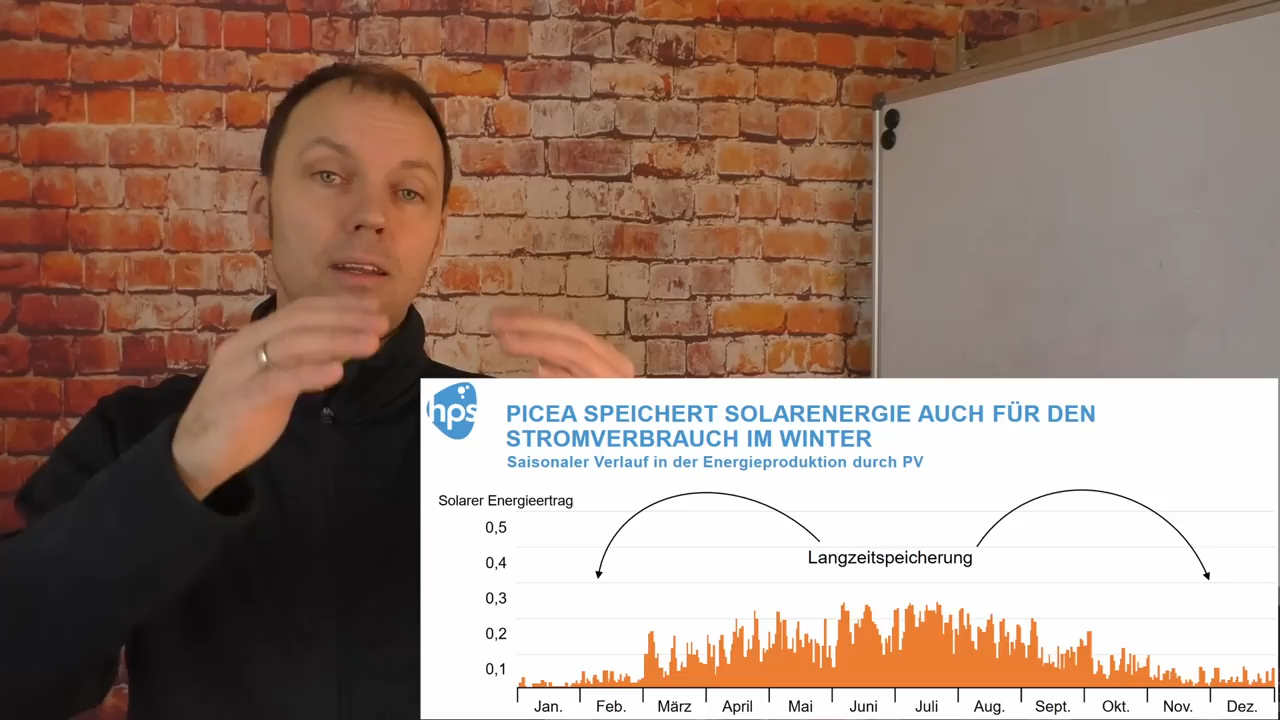 hps
PICEA SPEICHERT SOLARENERGIE AUCH FÜR DEN
STROMVERBRAUCH IM WINTER
Saisonaler Verlauf in der Energieproduktion durch PV
Solarer Energieertrag
0,5
0,4
Langzeitspeicherung
0,3
0,2
0,1
Jan. Feb. März April Mai Juni Juli Aug. Sept. Okt. Nov. Dez.